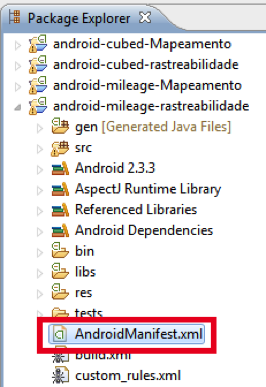 Package Explorer
android-cubed-Mapeamento
android-cubed-rastreabilidade
android-mileage-Mapeamento
android-mileage-rastreabilidade
gen [Generated Java Files]
src
Android 2.3.3
AspectJ Runtime Library
Referenced Libraries
Android Dependencies
bin
libs
res
tests
AndroidManifest.xml
build.xml
custom_rules.xml